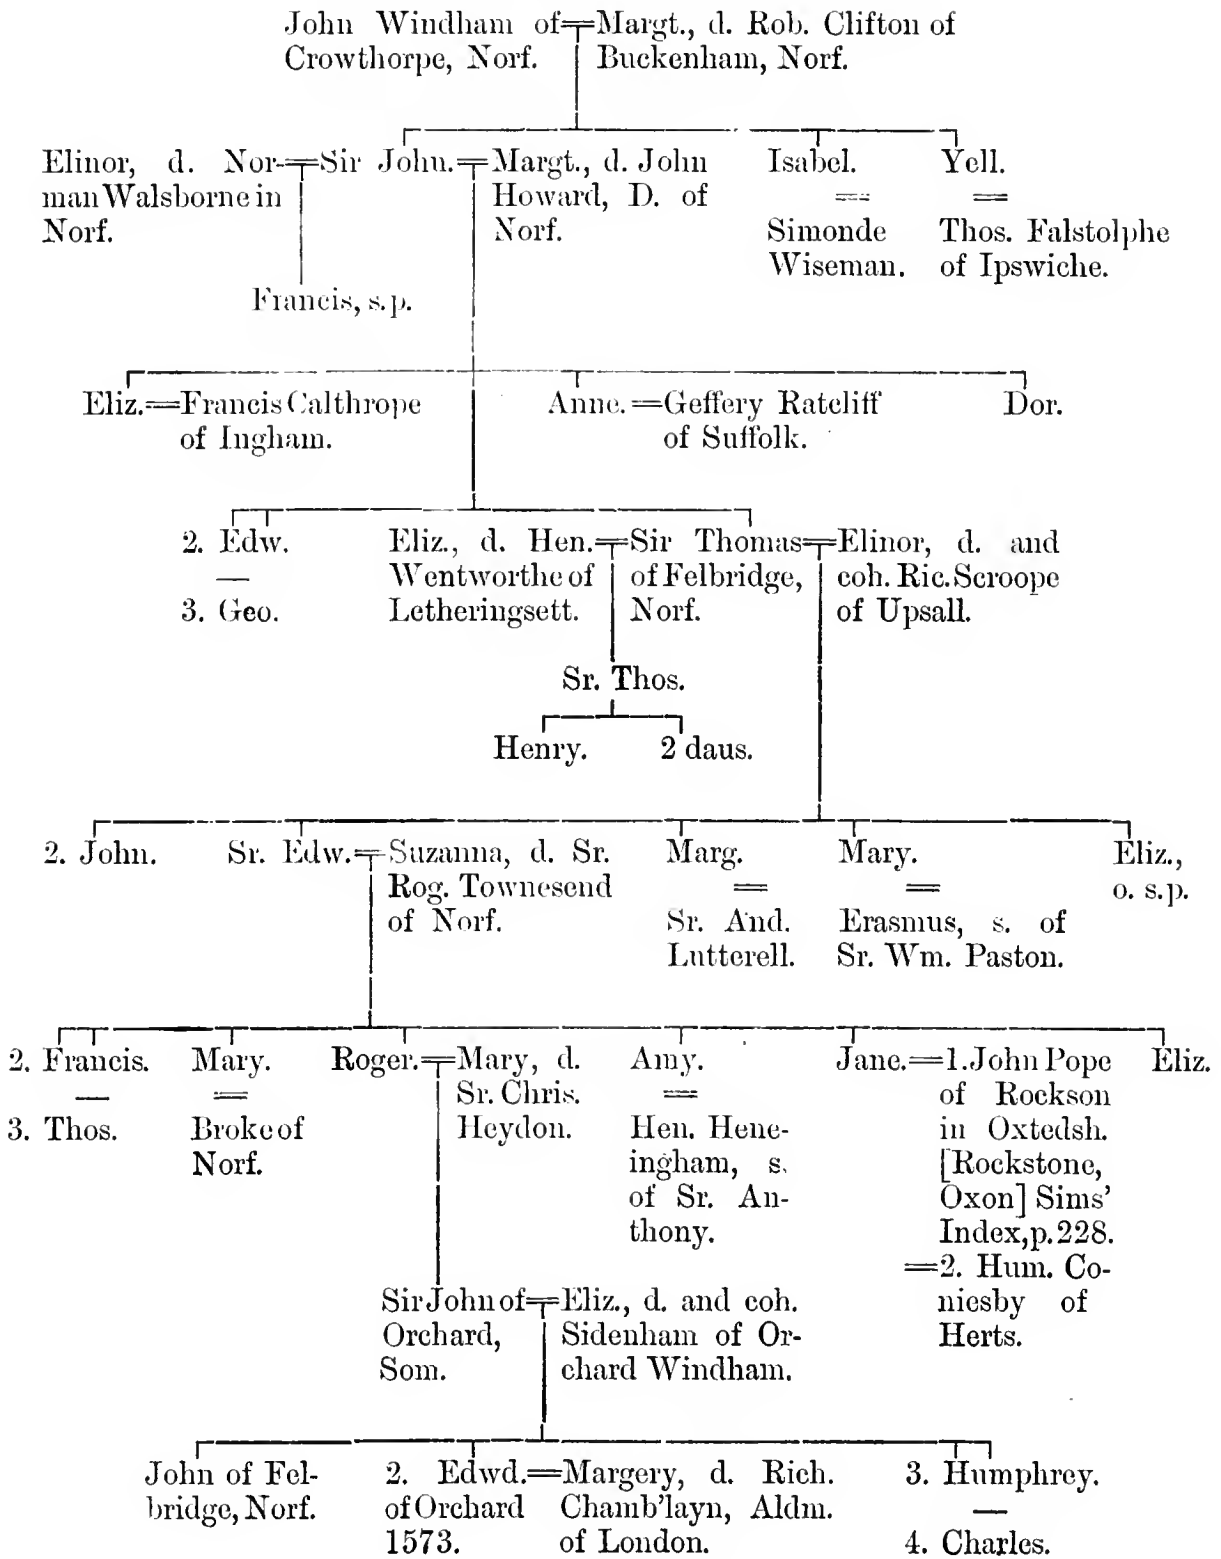 John Windham of = Margt., d. Rob. Clifton of
Crowthorpe, Norf. Buckenham, Norf.
Elinor, d. Nor- = Sir John. = Margt., d. John Isabel. Yell.
man Walsborne in Howard, D. of = =
Norf. Norf. Simonde Thos. Falstolphe
Wiseman. of Ipswiche.
Francis, s.p.
Eliz. = Francis Calthrope Anne. = Geffery Ratcliff Dor.
of Ingham. of Suffolk.
2. Edw. Eliz., d. Hen. = Sir Thomas = Elinor, d. and
— Wentworthe of of Felbridge, coh. Ric. Scroope
3. Geo. Letheringsett. Norf. of Upsall.
Sr. Thos.
Henry. 2 daus.
2. John. Sr. Edw. = Suzanna, d. Sr. Marg. Mary. Eliz.,
Rog. Townesend = = o. s.p.
of Norf. Sr. And. Erasmus, s. of
Lutterell. Sr. Wm. Paston.
2. Francis. Mary. Roger. = Mary, d. Amy. Jane. = 1. John Pope Eliz.
— = Sr. Chris. = of Rockson
3. Thos. Broke of Heydon. Hen. Hene- in Oxtedsh.
Norf. ingham, s. [Rockstone,
of Sr. An- Oxon] Sims'
thony. Index, p. 228.
= 2. Hum. Co-
Sir John of = Eliz., d. and coh. niesby of
Orchard, Sidenham of Or- Herts.
Som. chard Windham.
John of Fel- 2. Edwd. = Margery, d. Rich. 3. Humphrey.
bridge, Norf. of Orchard Chamb'layn, Aldm. —
1573. of London. 4. Charles.